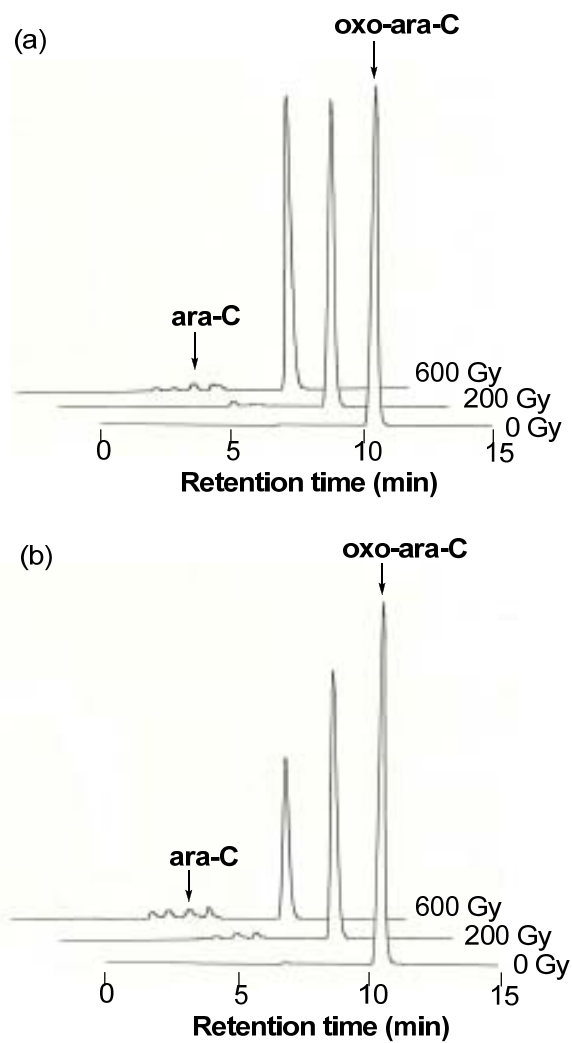 (a)
oxo-ara-C
ara-C
600 Gy
200 Gy
0 Gy
0 5 10 15
Retention time (min)
(b)
oxo-ara-C
ara-C
600 Gy
200 Gy
0 Gy
0 5 10 15
Retention time (min)